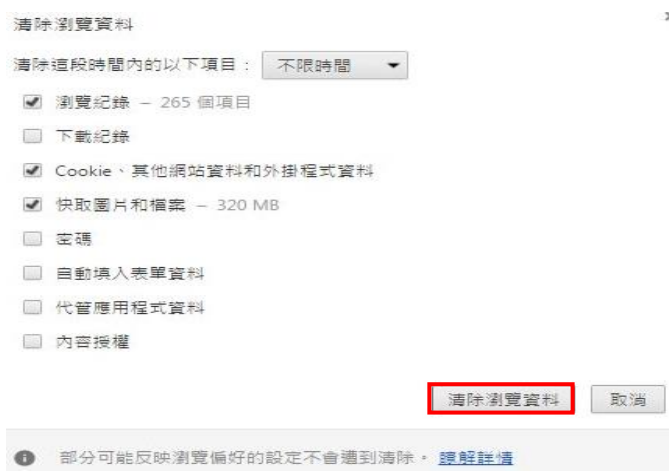 清除瀏覽資料
清除這段時間內的以下項目： 不限時間
瀏覽紀錄 – 265 個項目
下載紀錄
Cookie、其他網站資料和外掛程式資料
快取圖片和檔案 – 320 MB
密碼
自動填入表單資料
代管應用程式資料
內容授權
清除瀏覽資料 取消
部分可能反映瀏覽偏好的設定不會遭到清除。 瞭解詳情